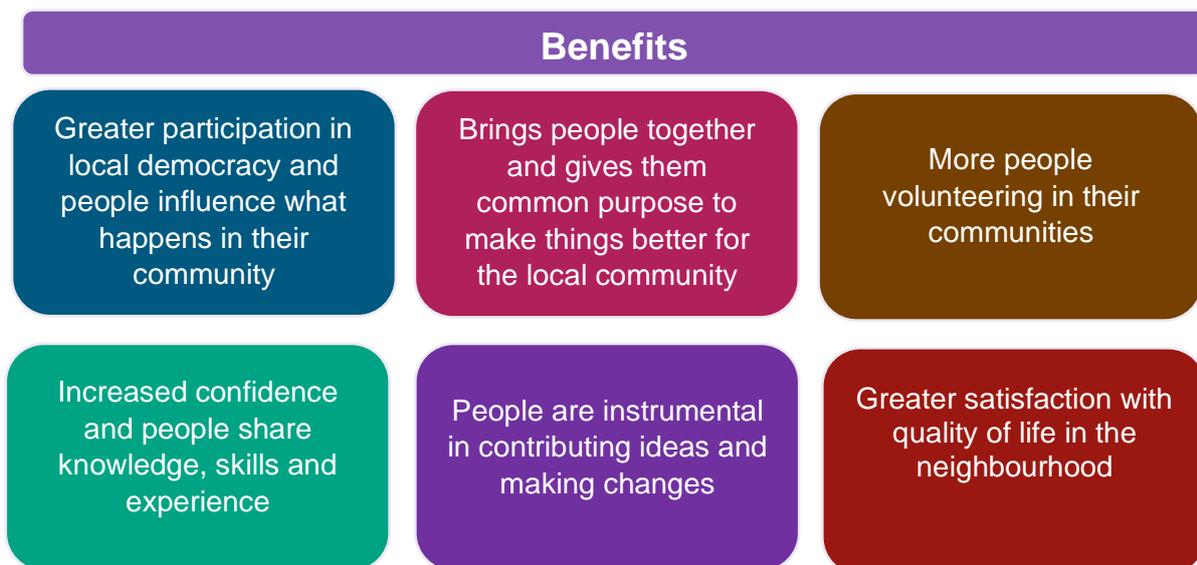 Benefits
Greater participation in
local democracy and
people influence what
happens in their
community
Brings people together
and gives them
common purpose to
make things better for
the local community
More people
volunteering in their
communities
Increased confidence
and people share
knowledge, skills and
experience
People are instrumental
in contributing ideas and
making changes
Greater satisfaction with
quality of life in the
neighbourhood